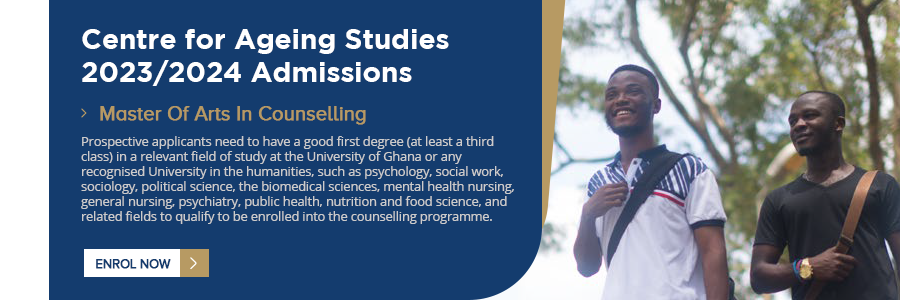 Centre for Ageing Studies
2023/2024 Admissions
Master Of Arts In Counselling
Prospective applicants need to have a good first degree (at least a third
class) in a relevant field of study at the University of Ghana or any
recognised University in the humanities, such as psychology, social work,
sociology, political science, the biomedical sciences, mental health nursing,
general nursing, psychiatry, public health, nutrition and food science, and
related fields to qualify to be enrolled into the counselling programme.
ENROL NOW